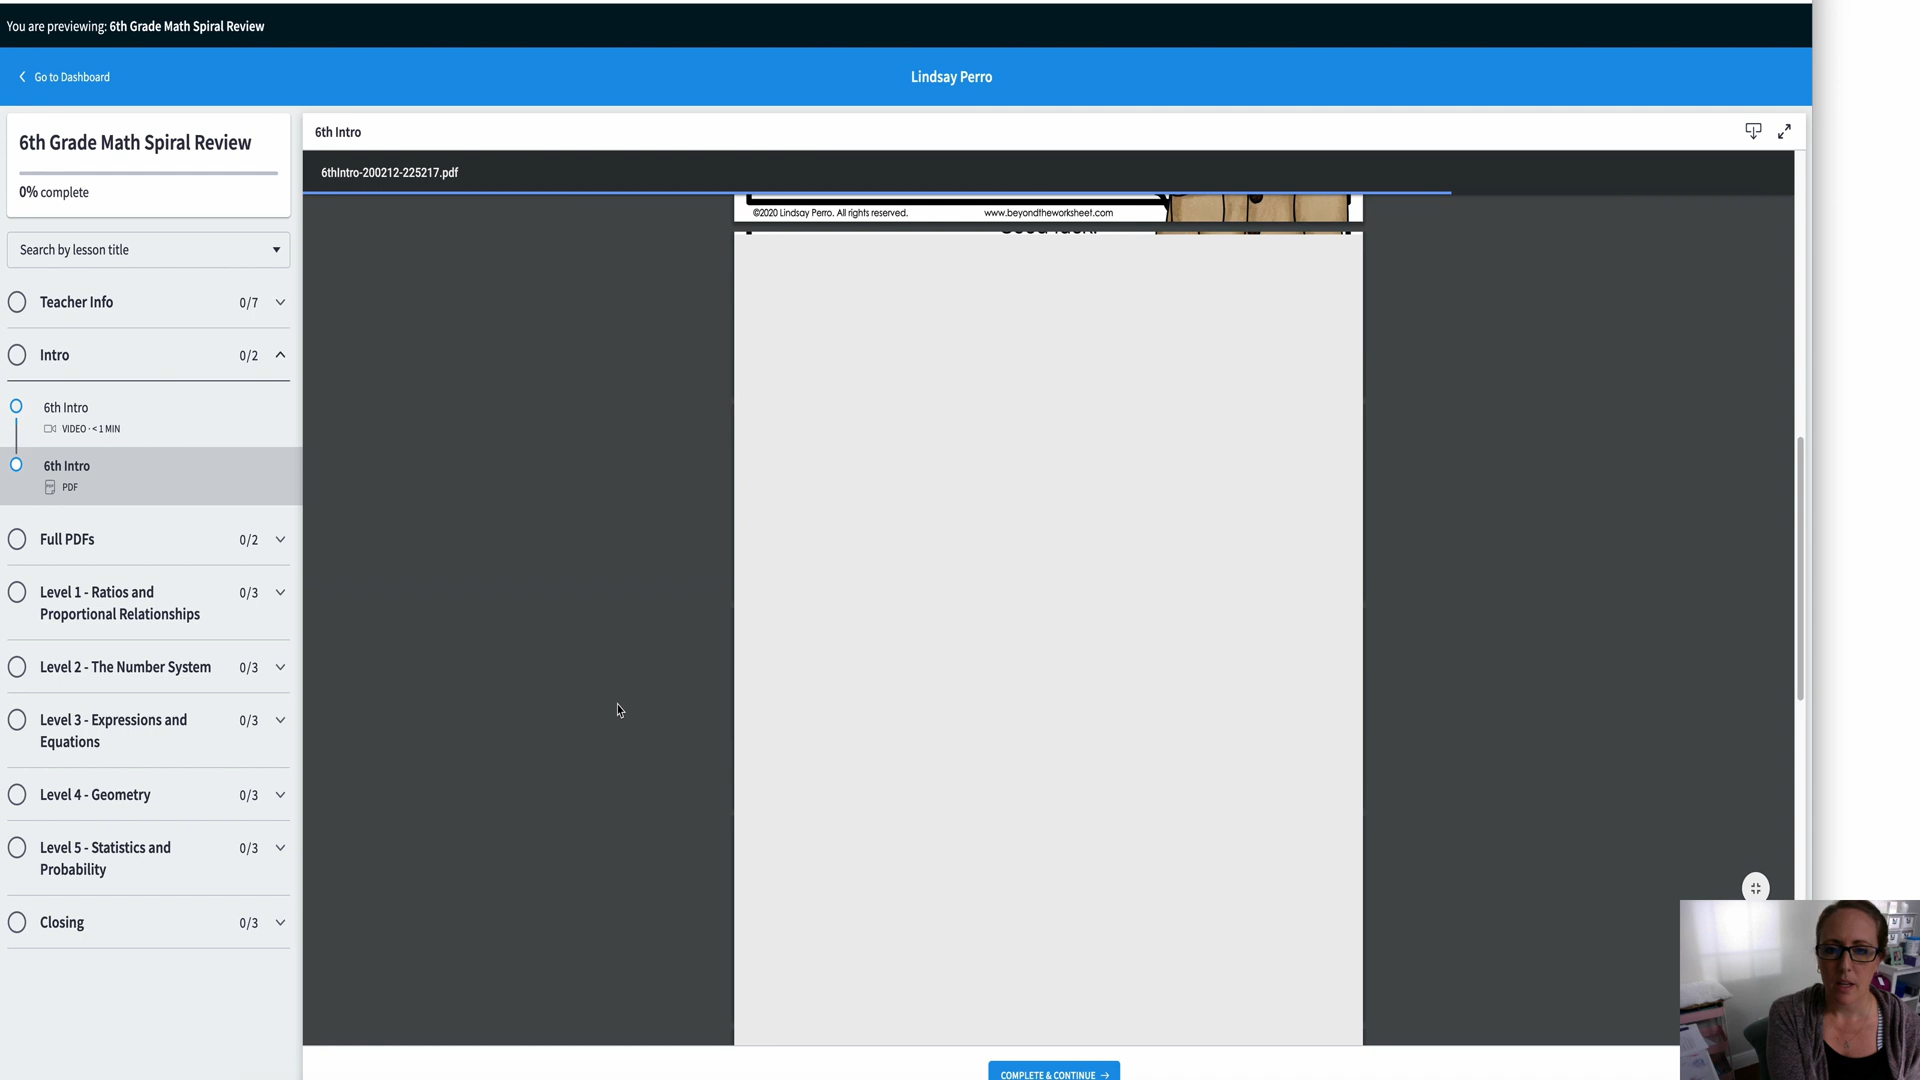 You are previewing: 6th Grade Math Spiral Review
Go to Dashboard
Lindsay Perro
6th Grade Math Spiral Review
0% complete
Search by lesson title
Teacher Info 0/7
Intro 0/2
6th Intro
VIDEO · < 1 MIN
6th Intro
PDF
Full PDFs 0/2
Level 1 - Ratios and 0/3
Proportional Relationships
Level 2 - The Number System 0/3
Level 3 - Expressions and 0/3
Equations
Level 4 - Geometry 0/3
Level 5 - Statistics and 0/3
Probability
Closing 0/3
6th Intro
6thIntro-200212-225217.pdf
©2020 Lindsay Perro. All rights reserved. www.beyondtheworksheet.com
COMPLETE & CONTINUE →